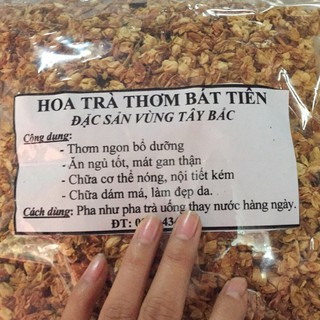 HOA TRÀ THƠM BÁT TIÊN
ĐẶC SẢN VÙNG TÂY BẮC
Công dụng:
- Thơm ngon bổ dưỡng
- Ăn ngủ tốt, mát gan thận
- Chữa cơ thể nóng, nội tiết kém
- Chữa dám má, làm đẹp da.
Cách dùng: Pha như pha trà uống thay nước hàng ngày.
ĐT: